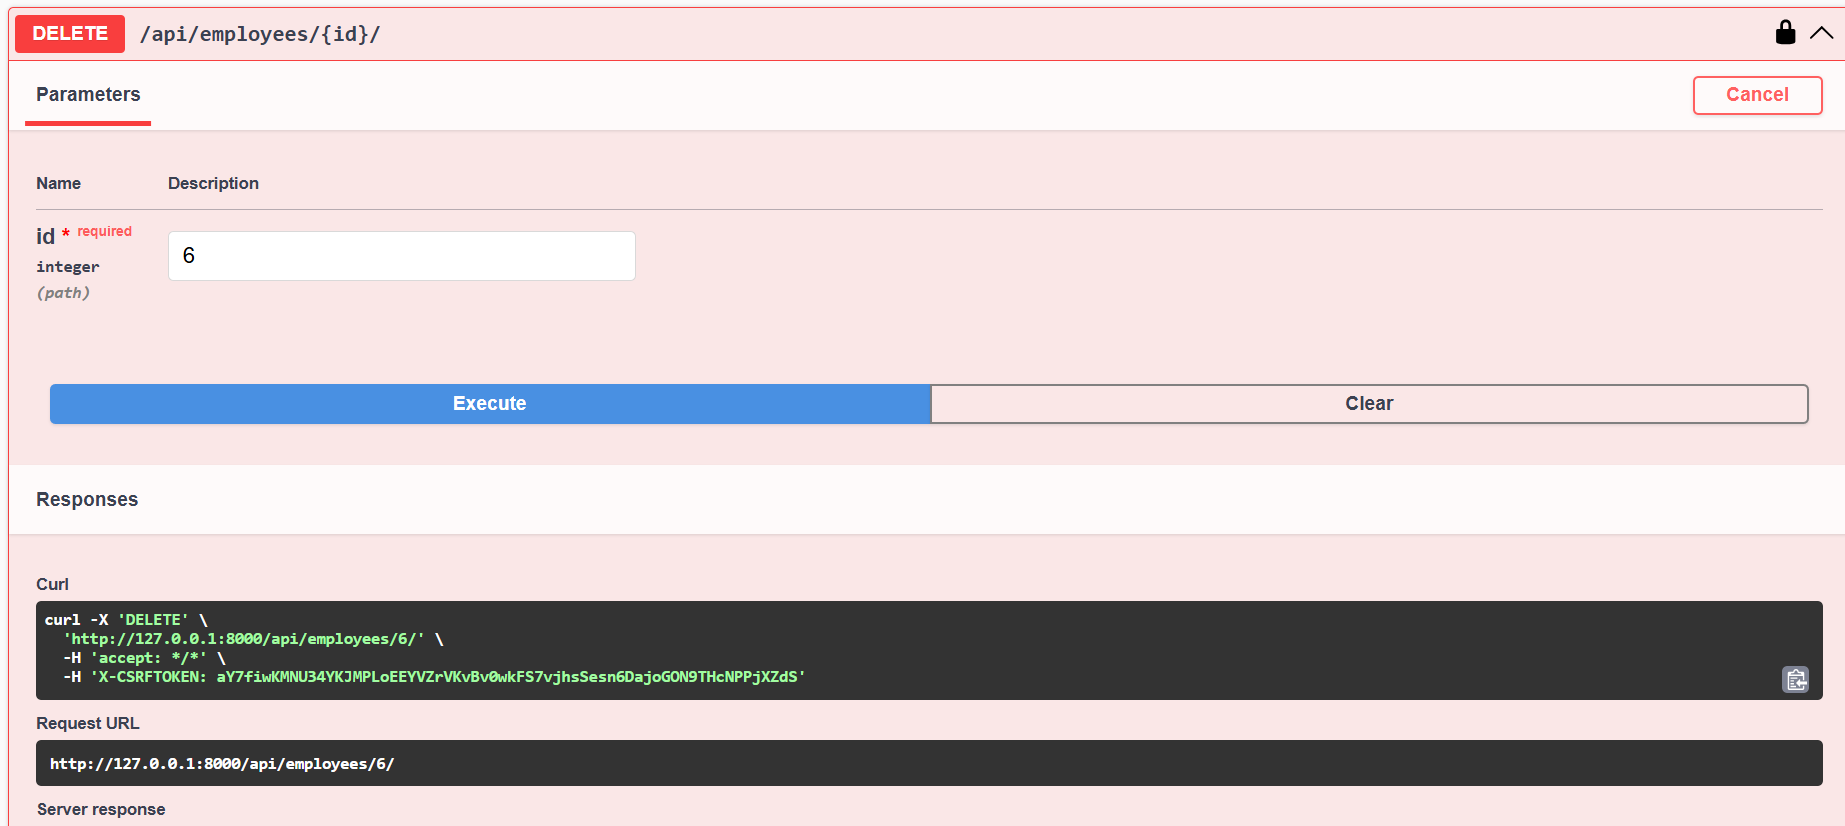 DELETE /api/employees/{id}/
Parameters
Cancel
Name Description
id * required
integer
(path)
6
Execute
Clear
Responses
Curl
curl -X 'DELETE' \
  'http://127.0.0.1:8000/api/employees/6/' \
  -H 'accept: */*' \
  -H 'X-CSRFTOKEN: aY7fiwKMNU34YKJMPLoEEYVZrVKvBv0wkFS7vjhsSesn6DajoGON9THcNPPjXZdS'
Request URL
http://127.0.0.1:8000/api/employees/6/
Server response